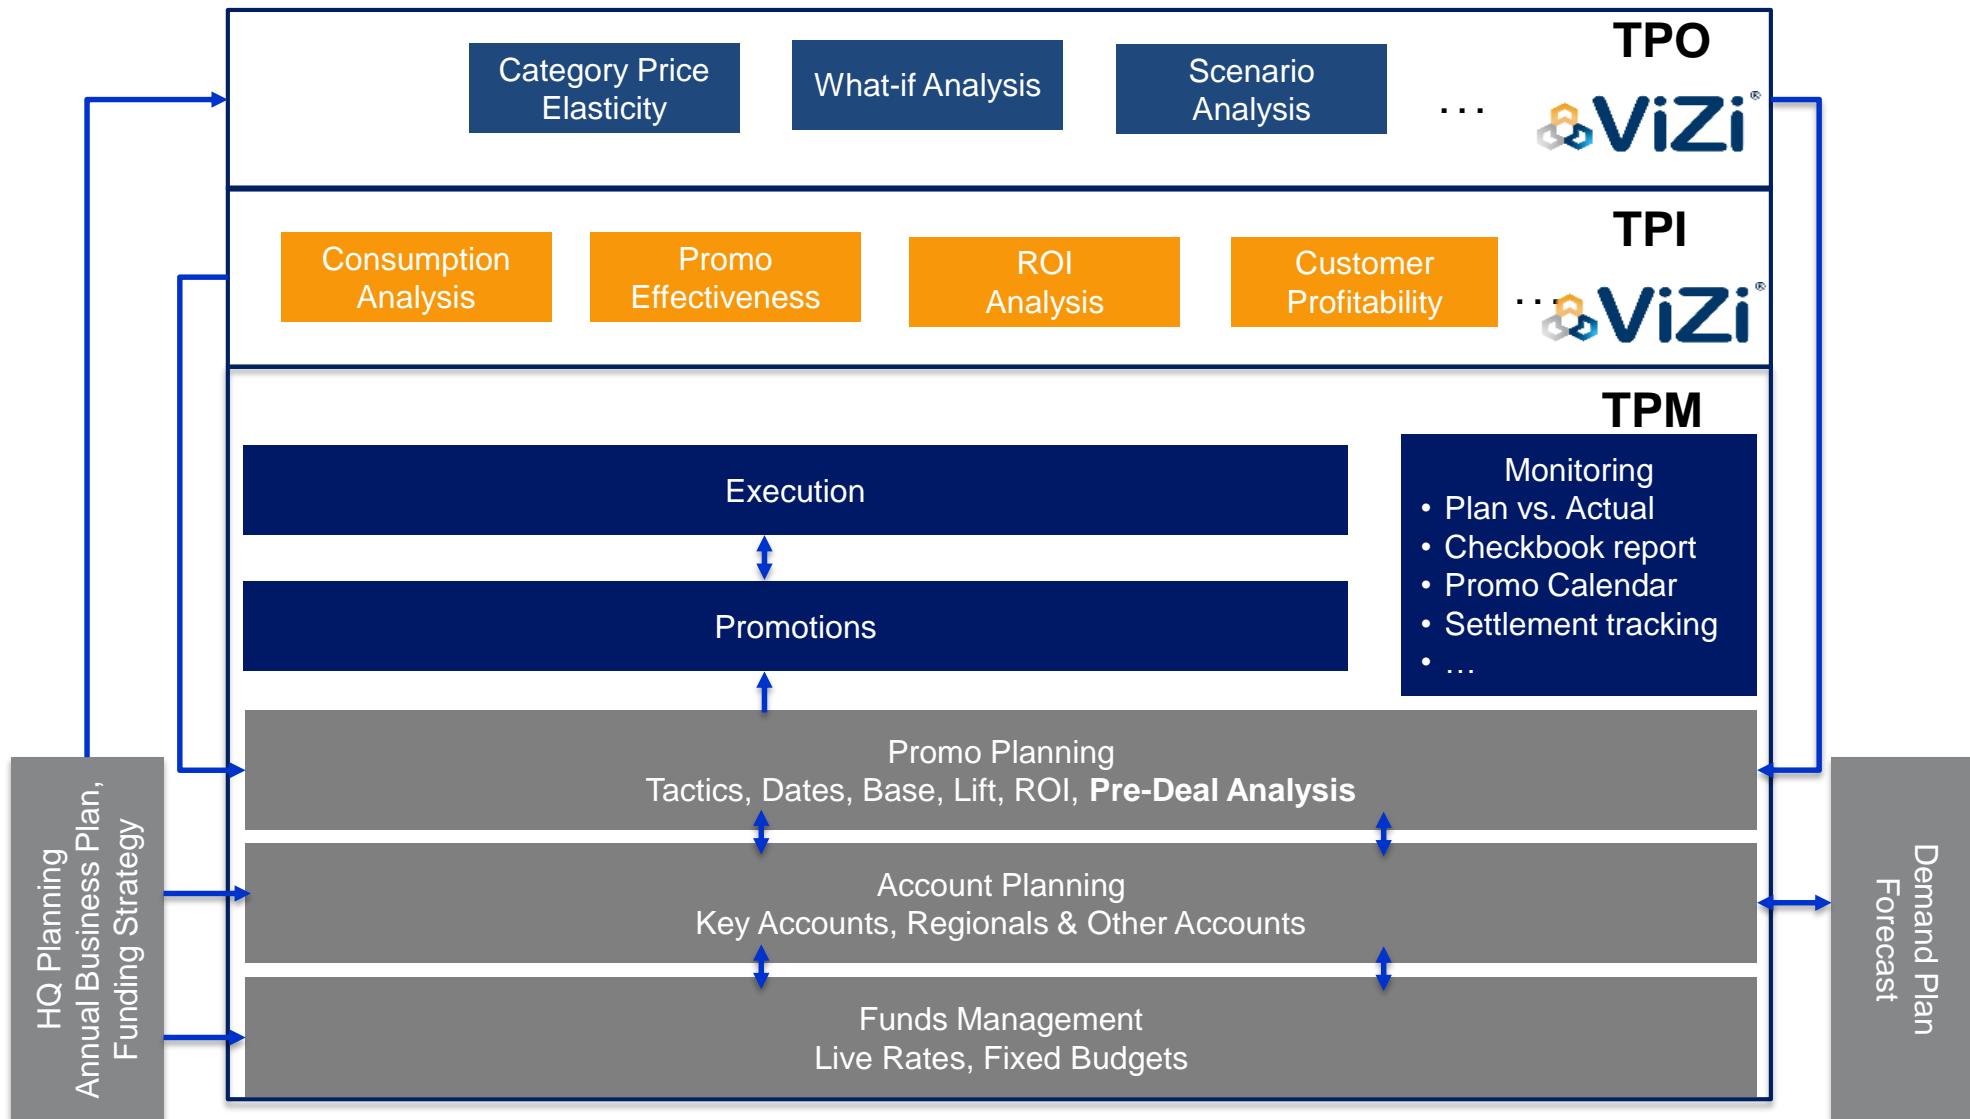 TPO
Category Price
Elasticity
What-if Analysis
Scenario
Analysis
...
ViZi®
TPI
Consumption
Analysis
Promo
Effectiveness
ROI
Analysis
Customer
Profitability
...
ViZi®
TPM
Execution
Monitoring
• Plan vs. Actual
• Checkbook report
• Promo Calendar
• Settlement tracking
• …
Promotions
Promo Planning
Tactics, Dates, Base, Lift, ROI, Pre-Deal Analysis
Account Planning
Key Accounts, Regionals & Other Accounts
Funds Management
Live Rates, Fixed Budgets
HQ Planning
Annual Business Plan,
Funding Strategy
Demand Plan
Forecast